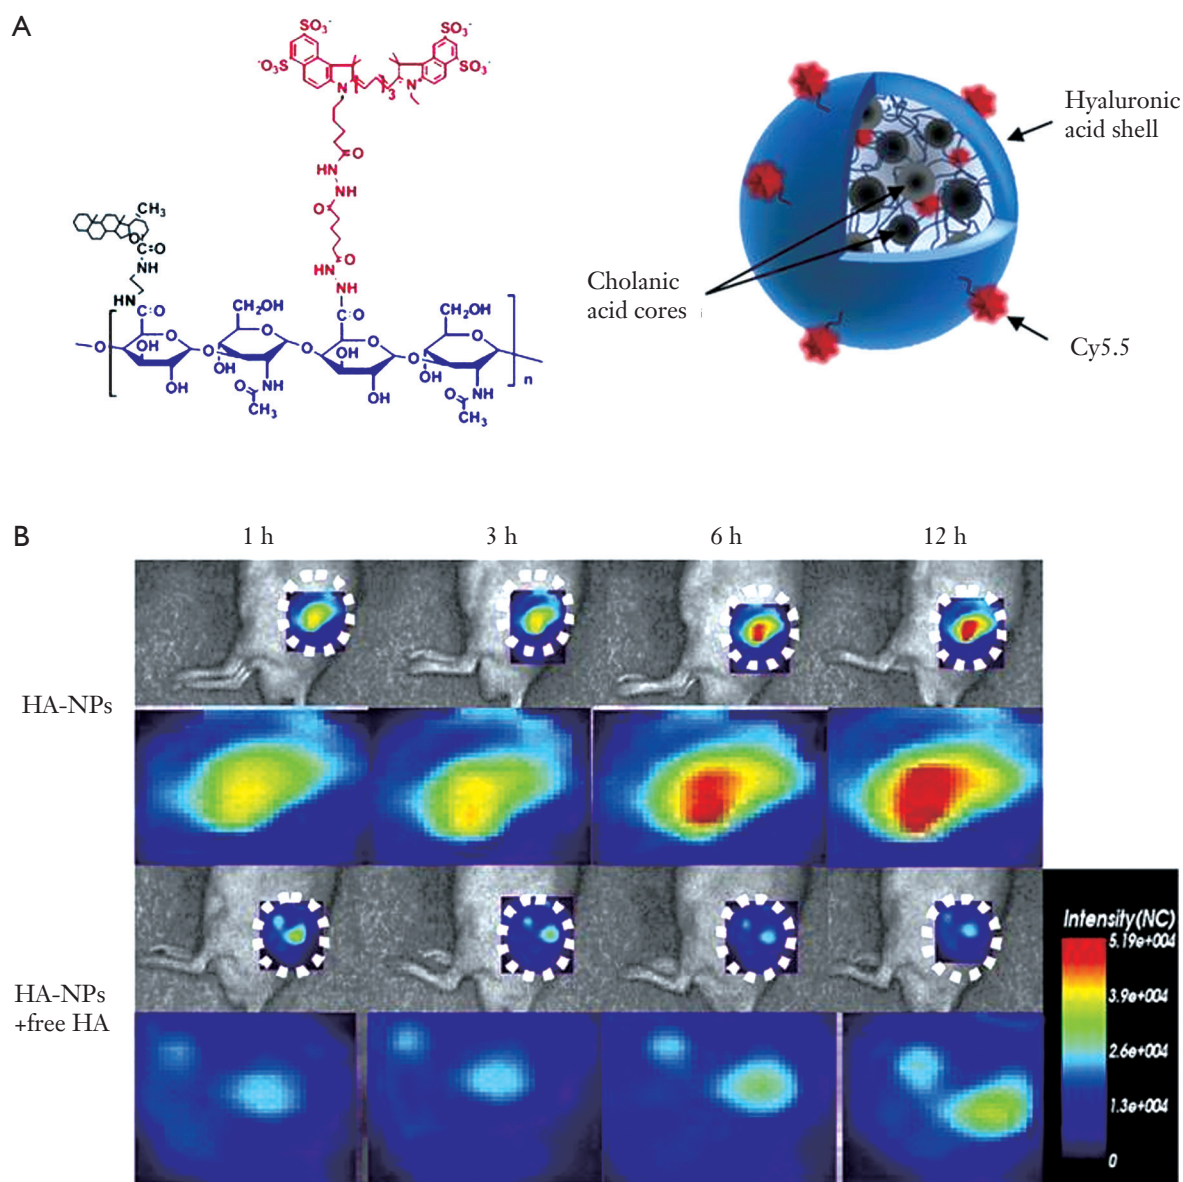 A
SO₃⁻
⁻O₃S
SO₃⁻
SO₃⁻
N
3
N
O
HN
NH
O
O
HN
NH
CH₃
O
O
NH
HN
C=O
O
OH
OH
O
CH₂OH
O
OH
NH
O
CH₃
C=O
O
OH
OH
O
CH₂OH
O
OH
NH
O
CH₃
n
Hyaluronic
acid shell
Cholanic
acid cores
Cy5.5
B
1 h 3 h 6 h 12 h
HA-NPs
HA-NPs
+free HA
Intensity(NC)
5.19e+004
3.9e+004
2.6e+004
1.3e+004
0